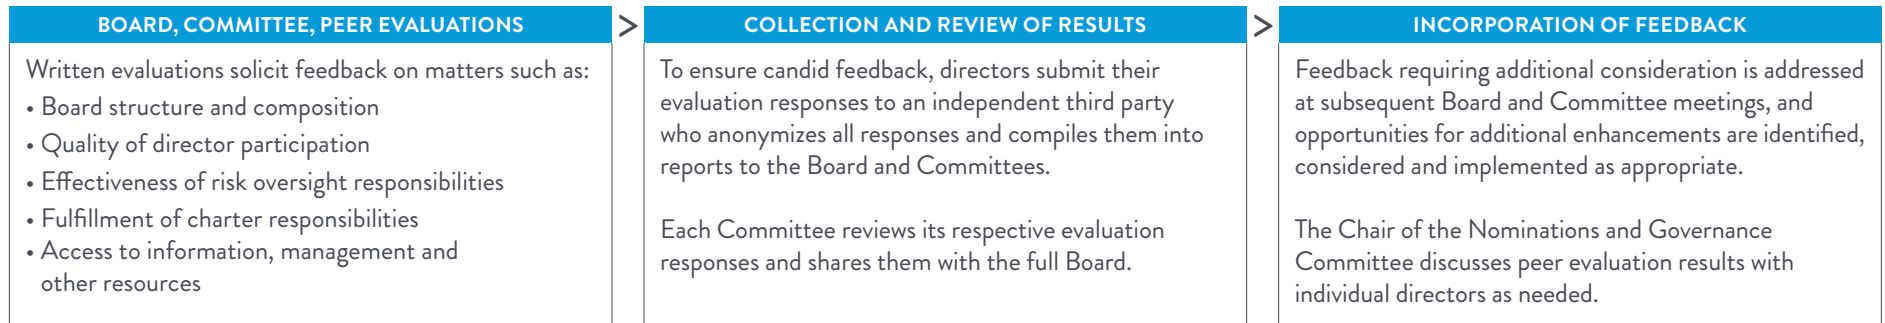 BOARD, COMMITTEE, PEER EVALUATIONS
Written evaluations solicit feedback on matters such as:
• Board structure and composition
• Quality of director participation
• Effectiveness of risk oversight responsibilities
• Fulfillment of charter responsibilities
• Access to information, management and
other resources
>
COLLECTION AND REVIEW OF RESULTS
To ensure candid feedback, directors submit their
evaluation responses to an independent third party
who anonymizes all responses and compiles them into
reports to the Board and Committees.
Each Committee reviews its respective evaluation
responses and shares them with the full Board.
>
INCORPORATION OF FEEDBACK
Feedback requiring additional consideration is addressed
at subsequent Board and Committee meetings, and
opportunities for additional enhancements are identified,
considered and implemented as appropriate.
The Chair of the Nominations and Governance
Committee discusses peer evaluation results with
individual directors as needed.